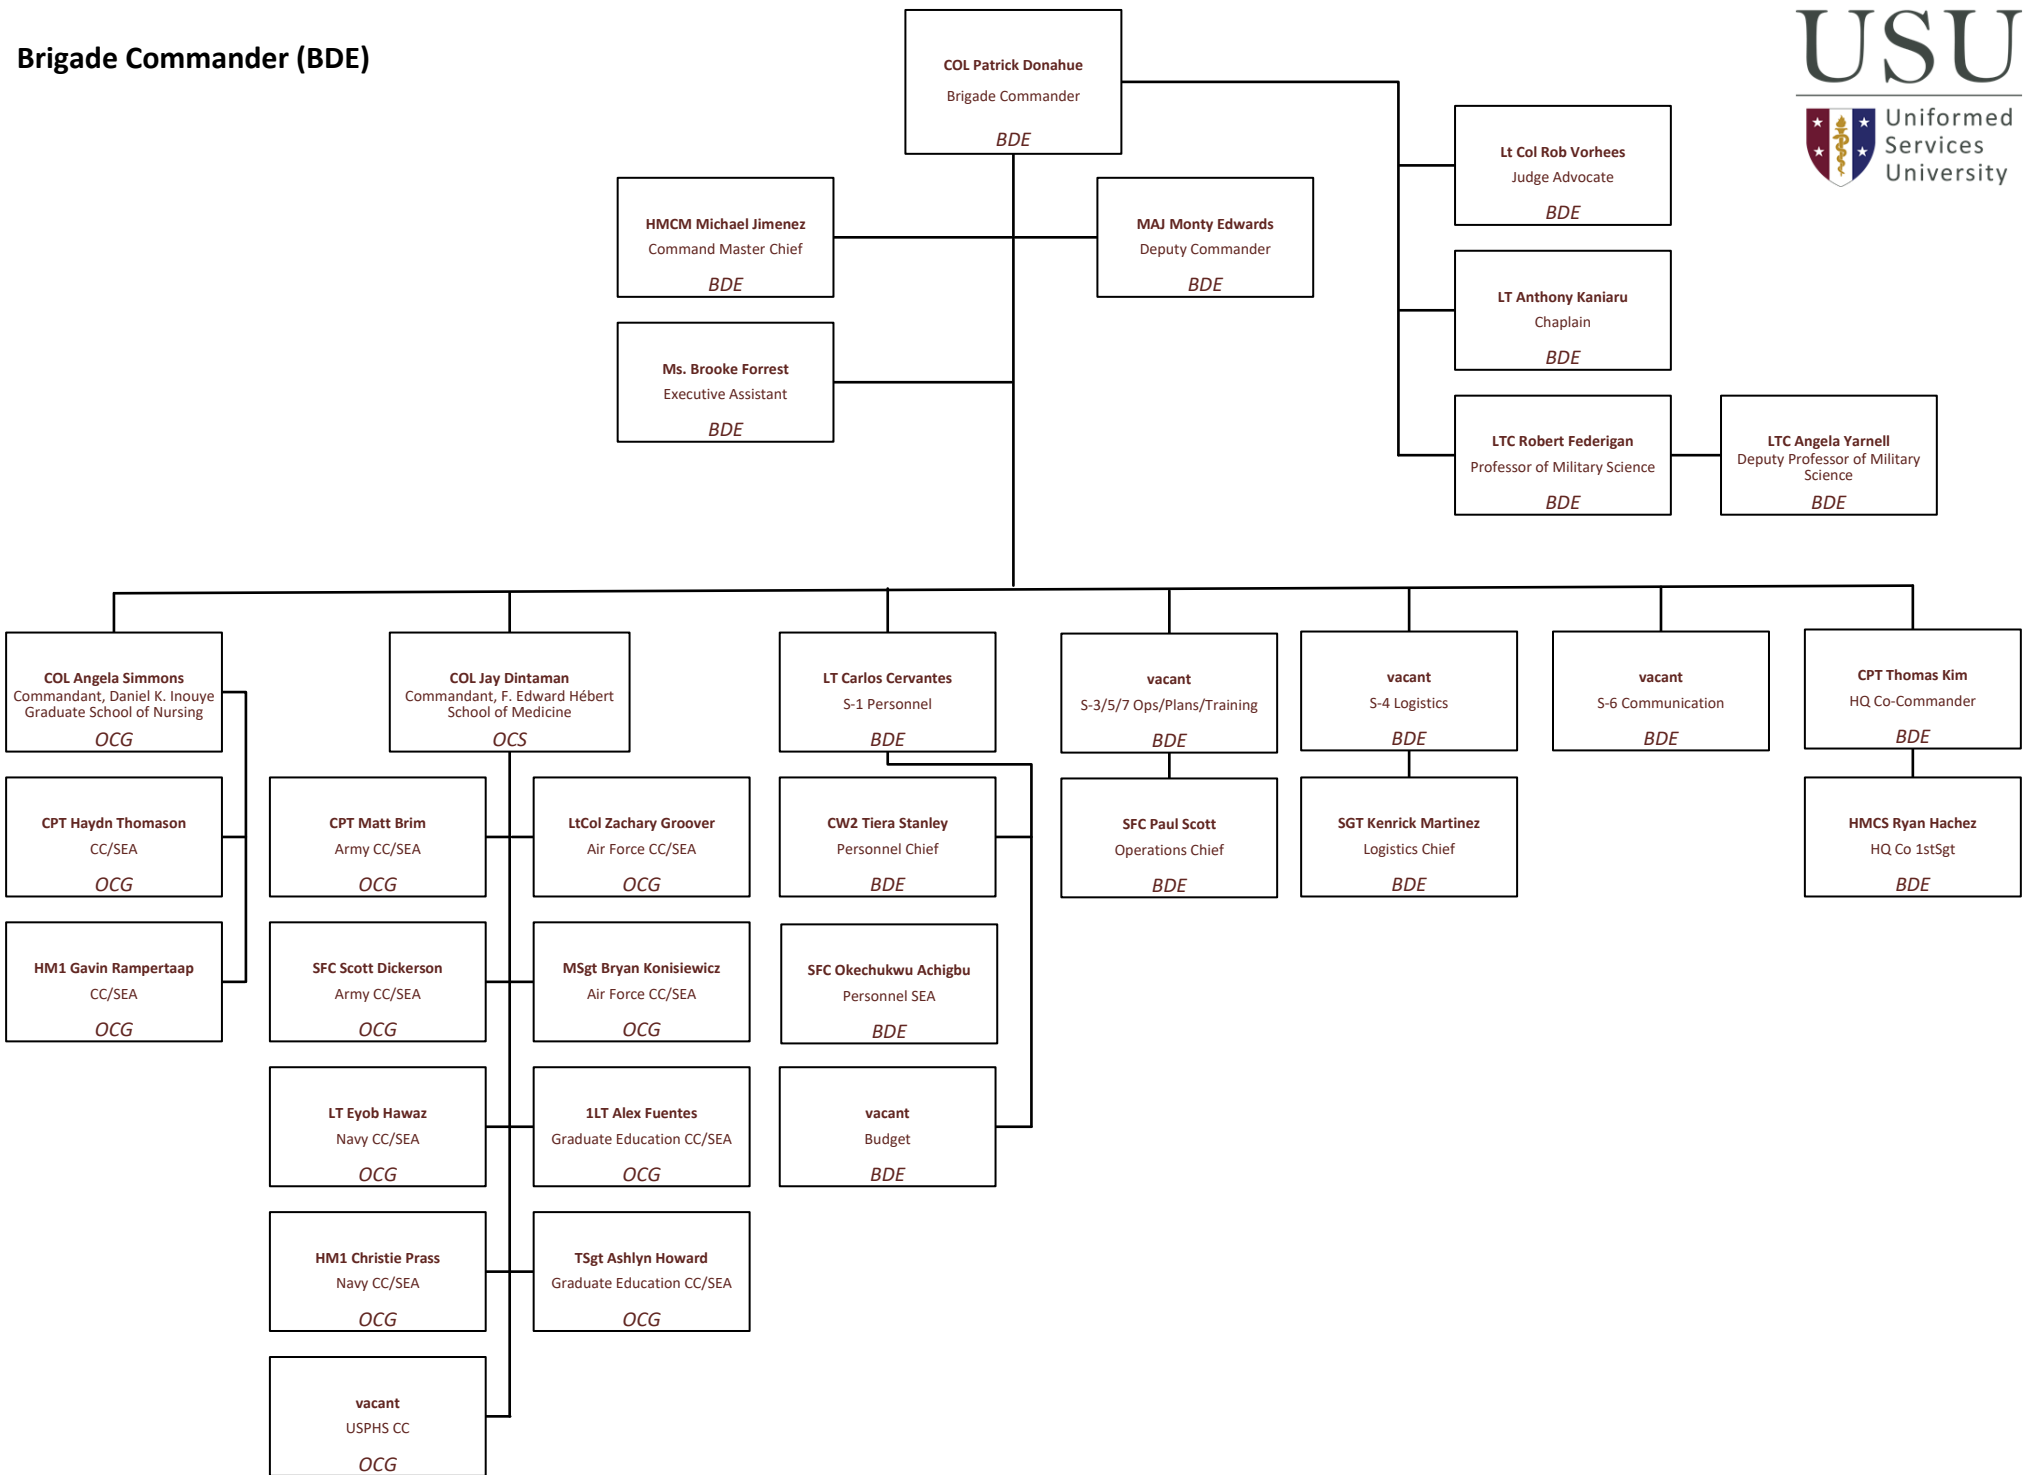 Brigade Commander (BDE)
COL Patrick Donahue
Brigade Commander
BDE
USU
Uniformed
Services
University
Lt Col Rob Vorhees
Judge Advocate
BDE
HMCM Michael Jimenez
Command Master Chief
BDE
MAJ Monty Edwards
Deputy Commander
BDE
LT Anthony Kaniaru
Chaplain
BDE
Ms. Brooke Forrest
Executive Assistant
BDE
LTC Robert Federigan
Professor of Military Science
BDE
LTC Angela Yarnell
Deputy Professor of Military
Science
BDE
COL Angela Simmons
Commandant, Daniel K. Inouye
Graduate School of Nursing
OCG
COL Jay Dintaman
Commandant, F. Edward Hébert
School of Medicine
OCS
LT Carlos Cervantes
S-1 Personnel
BDE
vacant
S-3/5/7 Ops/Plans/Training
BDE
vacant
S-4 Logistics
BDE
vacant
S-6 Communication
BDE
CPT Thomas Kim
HQ Co-Commander
BDE
CPT Haydn Thomason
CC/SEA
OCG
CPT Matt Brim
Army CC/SEA
OCG
LtCol Zachary Groover
Air Force CC/SEA
OCG
CW2 Tiera Stanley
Personnel Chief
BDE
SFC Paul Scott
Operations Chief
BDE
SGT Kenrick Martinez
Logistics Chief
BDE
HMCS Ryan Hachez
HQ Co 1stSgt
BDE
HM1 Gavin Rampertaap
CC/SEA
OCG
SFC Scott Dickerson
Army CC/SEA
OCG
MSgt Bryan Konisiewicz
Air Force CC/SEA
OCG
SFC Okechukwu Achigbu
Personnel SEA
BDE
LT Eyob Hawaz
Navy CC/SEA
OCG
1LT Alex Fuentes
Graduate Education CC/SEA
OCG
vacant
Budget
BDE
HM1 Christie Prass
Navy CC/SEA
OCG
TSgt Ashlyn Howard
Graduate Education CC/SEA
OCG
vacant
USPHS CC
OCG